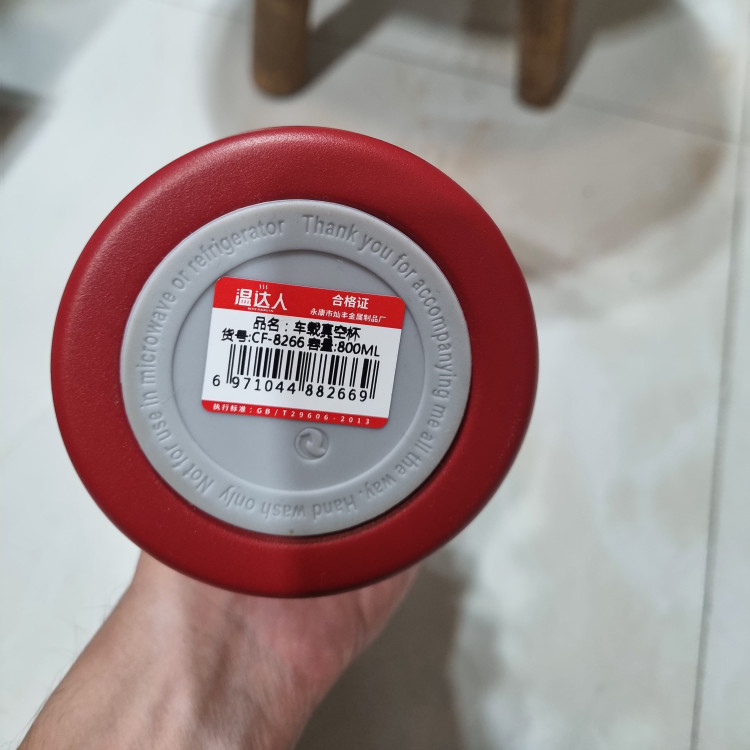 温达人
合格证
永康市灿丰金属制品厂
品名：车载真空杯
货号:CF-8266 容量:800ML
6 971044 882669
执行标准：GB/T29606-2013
Thank you for accompanying me all the way. Hand wash only Not for use in microwave or refrigerator